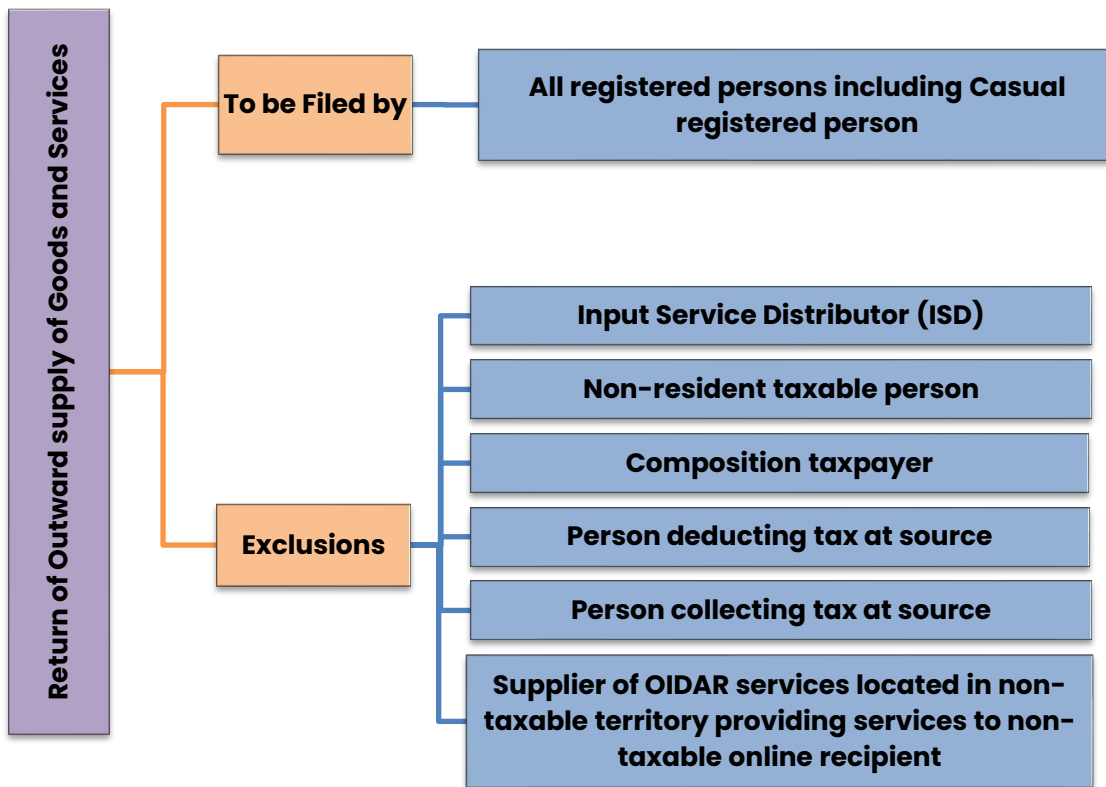 Return of Outward supply of Goods and Services
To be Filed by
All registered persons including Casual
registered person
Exclusions
Input Service Distributor (ISD)
Non-resident taxable person
Composition taxpayer
Person deducting tax at source
Person collecting tax at source
Supplier of OIDAR services located in non-
taxable territory providing services to non-
taxable online recipient